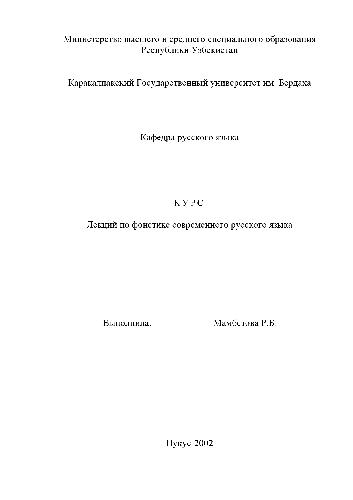 Министерство высшего и среднего специального образования
Республики Узбекистан
Каракалпакский Государственный университет им. Бердаха
Кафедра русского языка
К У Р С
Лекций по фонетике современного русского языка
Выполнила: Мамбетова Р.Б.
Нукус 2002